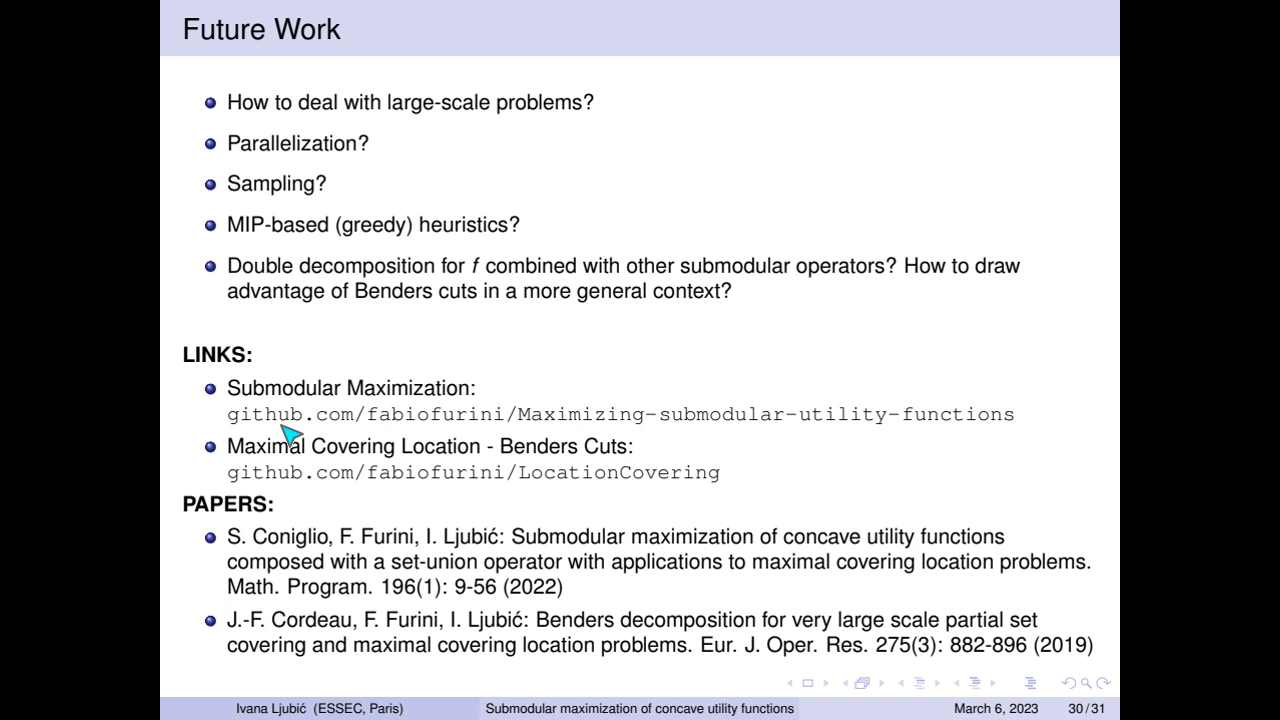 Future Work
How to deal with large-scale problems?
Parallelization?
Sampling?
MIP-based (greedy) heuristics?
Double decomposition for f combined with other submodular operators? How to draw
advantage of Benders cuts in a more general context?
LINKS:
Submodular Maximization:
github.com/fabiofurini/Maximizing-submodular-utility-functions
Maximal Covering Location - Benders Cuts:
github.com/fabiofurini/LocationCovering
PAPERS:
S. Coniglio, F. Furini, I. Ljubić: Submodular maximization of concave utility functions
composed with a set-union operator with applications to maximal covering location problems.
Math. Program. 196(1): 9-56 (2022)
J.-F. Cordeau, F. Furini, I. Ljubić: Benders decomposition for very large scale partial set
covering and maximal covering location problems. Eur. J. Oper. Res. 275(3): 882-896 (2019)
Ivana Ljubić (ESSEC, Paris) Submodular maximization of concave utility functions March 6, 2023 30/31